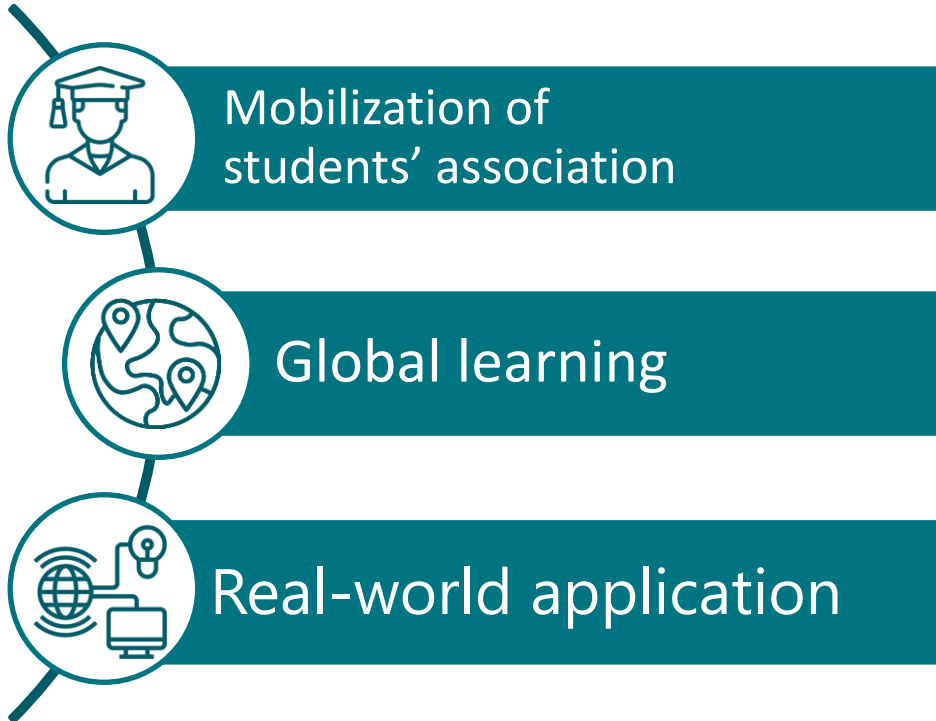 Mobilization of
students’ association
Global learning
Real-world application